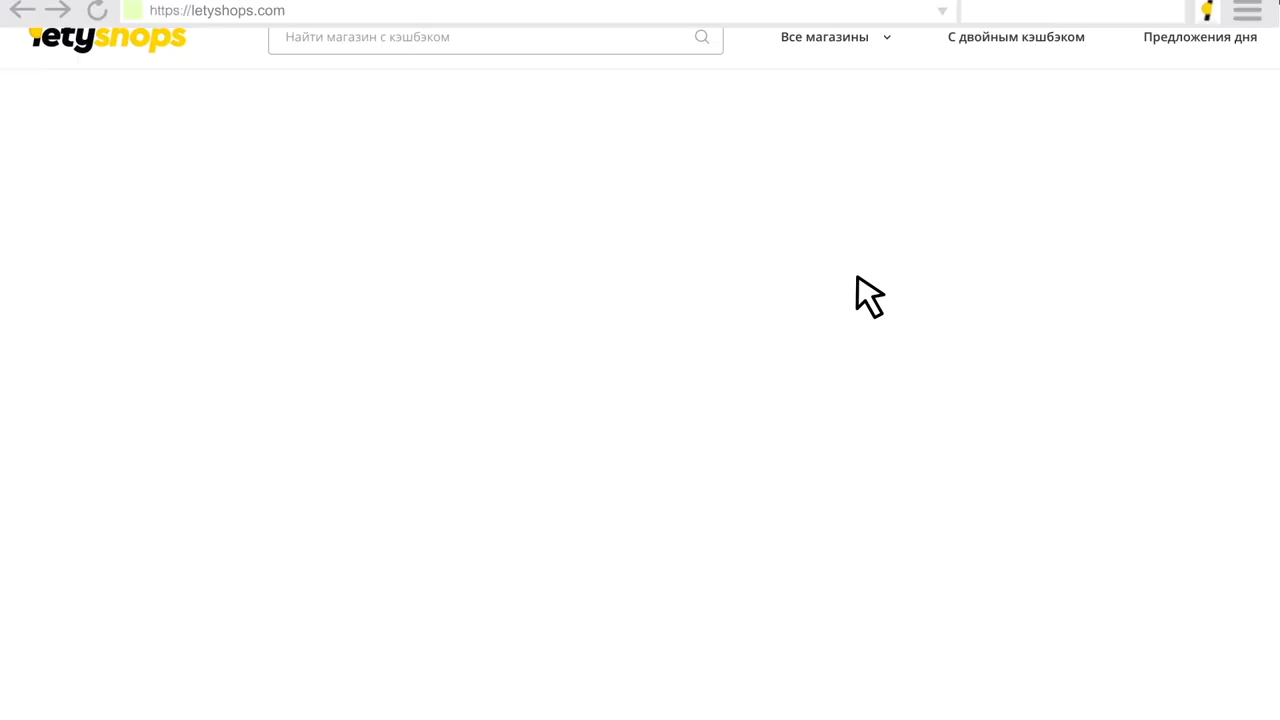 https://letyshops.com
letyshops
Найти магазин с кэшбэком
Все магазины
С двойным кэшбэком
Предложения дня